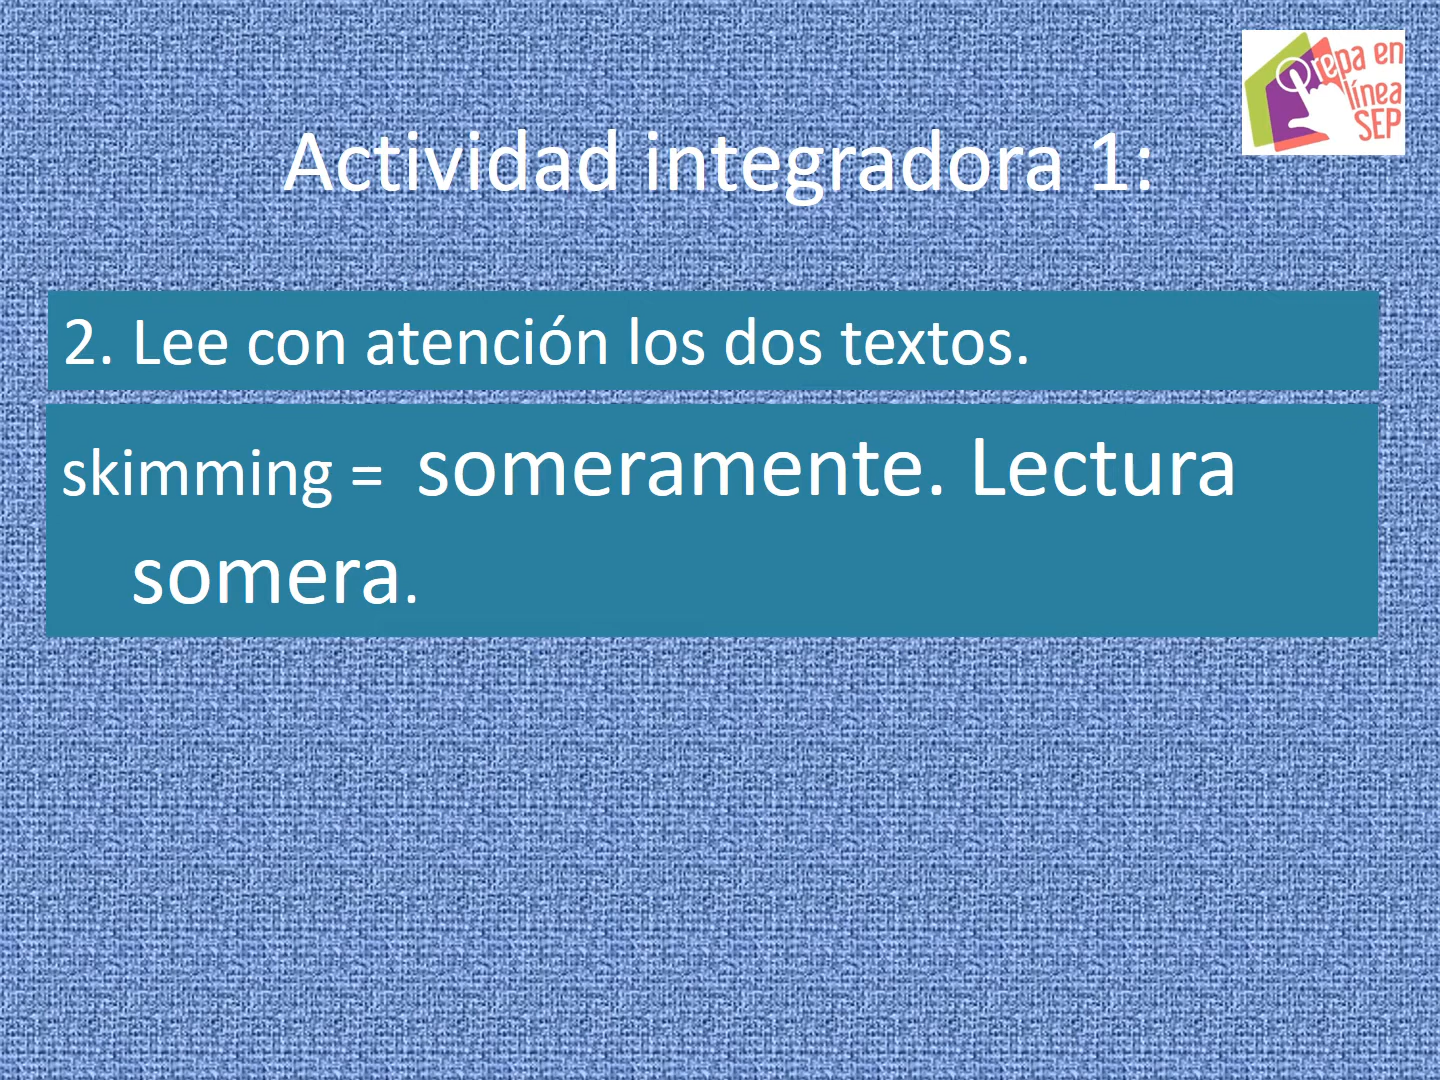 Prepa en
línea
SEP
Actividad integradora 1:
2. Lee con atención los dos textos.
skimming = someramente. Lectura
somera.